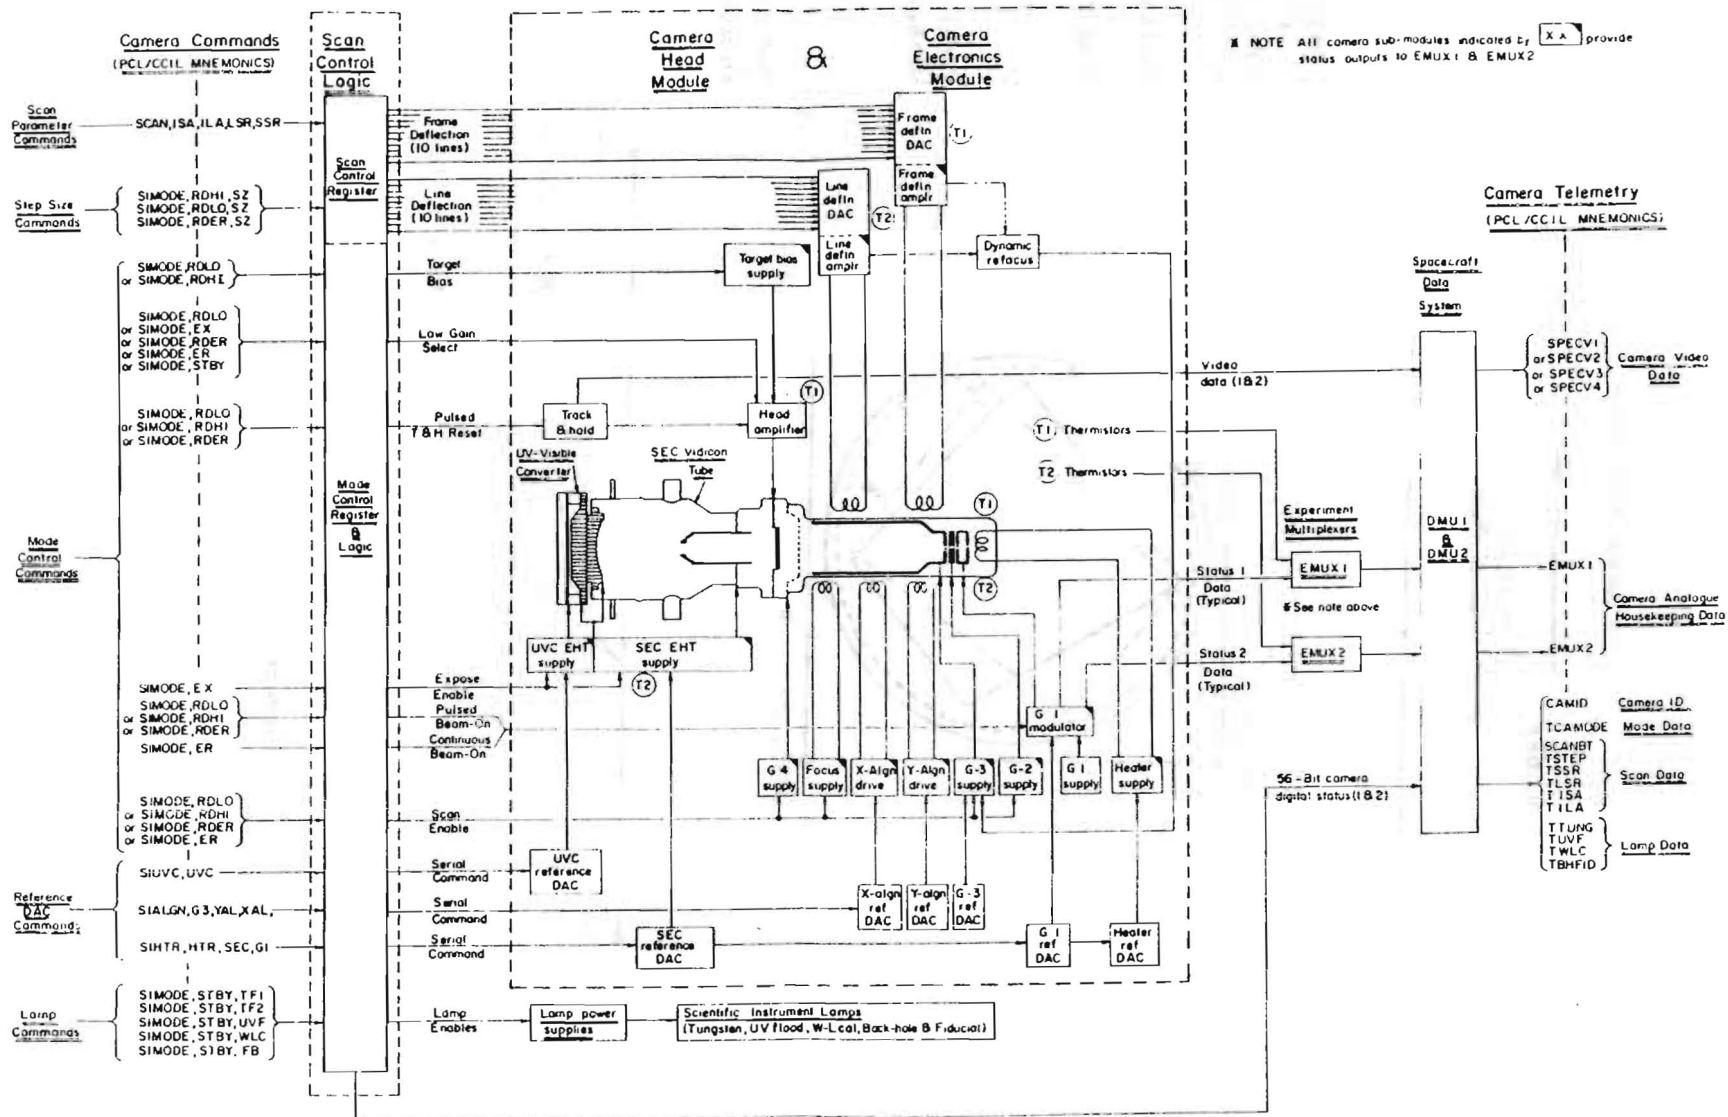 Camera Commands
(PCL/CCIL MNEMONICS)
Scan
Control
Logic
Camera
Head
Module
&
Camera
Electronics
Module
NOTE All camera sub-modules indicated by XX provide
status outputs to EMUX1 & EMUX2
Scan
Parameter
Commands
SCAN,ISA,ILA,LSR,SSR
Step Size
Commands
SIMODE,RDHI,SZ
SIMODE,RDLO,SZ
SIMODE,RDER,SZ
Mode
Control
Commands
SIMODE,RDLO
or SIMODE,RDHI
SIMODE,RDLO
or SIMODE,EX
or SIMODE,RDER
or SIMODE,ER
or SIMODE,STBY
SIMODE,RDLO
or SIMODE,RDHI
or SIMODE,RDER
SIMODE,EX
SIMODE,RDLO
or SIMODE,RDHI
or SIMODE,RDER
SIMODE,ER
SIMODE,RDLO
or SIMODE,RDHI
or SIMODE,RDER
or SIMODE,ER
Reference
DAC
Commands
SIUVC,UVC
SIALGN,G3,YAL,XAL,
SIHTR,HTR,SEC,G1
Lamp
Commands
SIMODE,STBY,TF1
SIMODE,STBY,TF2
SIMODE,STBY,UVF
SIMODE,STBY,WLC
SIMODE,STBY,FB
Scan
Control
Register
Mode
Control
Register
&
Logic
Frame
Deflection
(10 lines)
Line
Deflection
(10 lines)
Target
Bias
Low Gain
Select
Pulsed
T & H Reset
Expose
Enable
Pulsed
Beam-On
Continuous
Beam-On
Scan
Enable
Serial
Command
Serial
Command
Serial
Command
Lamp
Enables
Frame
defln
DAC
T1
Frame
defln
amplr
Line
defln
DAC
T2
Line
defln
amplr
Dynamic
refocus
Target bias
supply
Track
& hold
Head
amplifier
T1
UV-Visible
Converter
SEC Vidicon
Tube
T1
T2
UVC EHT
supply
SEC EHT
supply
T2
G 1
modulator
G-4
supply
Focus
supply
X-Algn
drive
Y-Algn
drive
G-3
supply
G-2
supply
G 1
supply
Heater
supply
UVC
reference
DAC
X-algn
ref
DAC
Y-algn
ref
DAC
G-3
ref
DAC
SEC
reference
DAC
G 1
ref
DAC
Heater
ref
DAC
Lamp power
supplies
Scientific Instrument Lamps
(Tungsten, UV flood, W-Lcal, Back-hole & Fiducial)
Video
data (1&2)
T1, Thermistors
T2 Thermistors
Experiment
Multiplexers
EMUX1
EMUX2
Status 1
Data
(Typical)
See note above
Status 2
Data
(Typical)
56-Bit camera
digital status(1&2)
Spacecraft
Data
System
DMU1
&
DMU2
Camera Telemetry
(PCL/CCIL MNEMONICS)
SPECV1
or SPECV2
or SPECV3
or SPECV4
Camera Video
Data
EMUX1
EMUX2
Camera Analogue
Housekeeping Data
CAMID
Camera ID
TCAMODE
Mode Data
SCANBT
TSTEP
TSSR
TLSR
TISA
TILA
Scan Data
TTUNG
TUVF
TWLC
TBHFID
Lamp Data